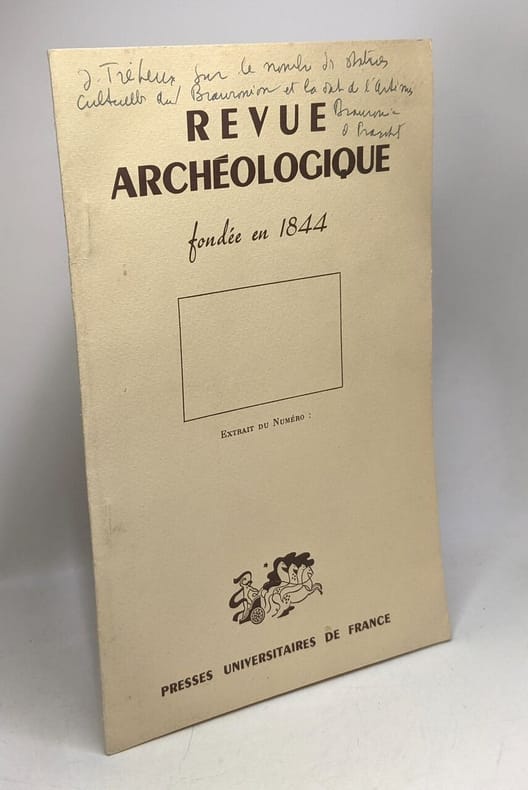 J. Tréheux sur le nombre de statues
cultuelles du Brauronion et la date de l'Artémis
Brauronia
de Praxitèle
REVUE
ARCHÉOLOGIQUE
fondée en 1844
EXTRAIT DU NUMÉRO :
PRESSES UNIVERSITAIRES DE FRANCE